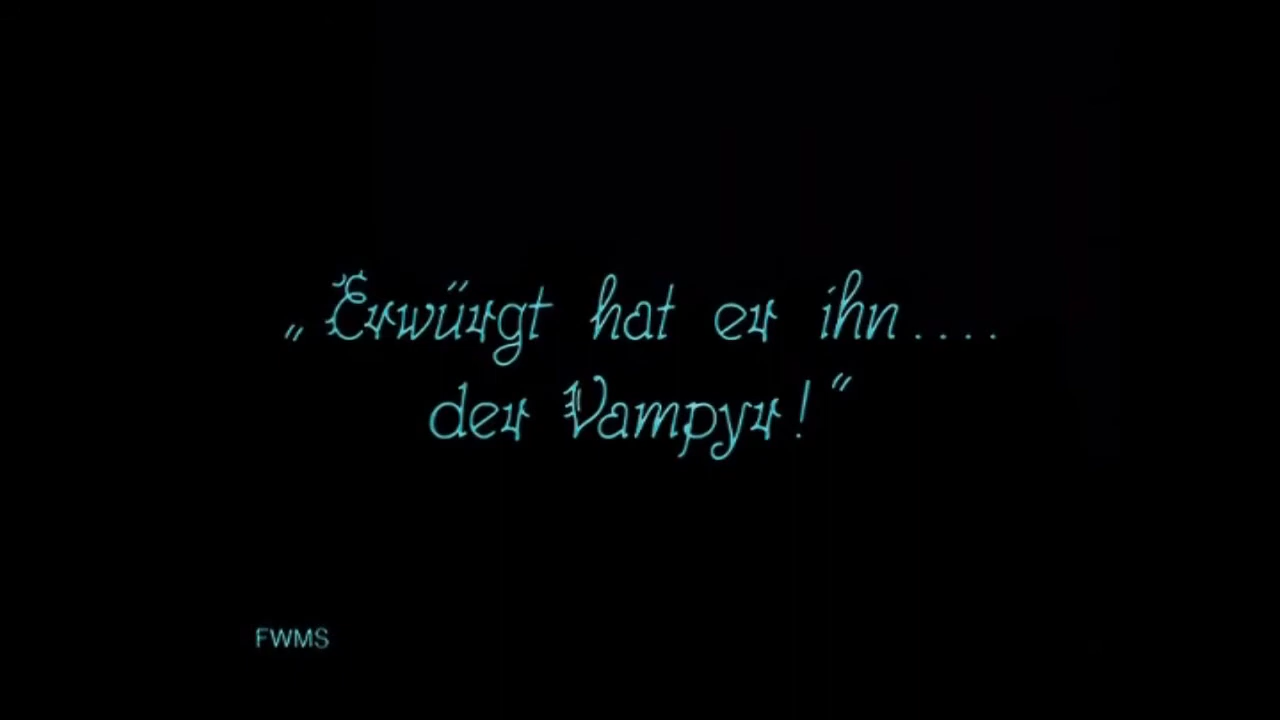 „Erwürgt hat er ihn....
der Vampyr!“
FWMS